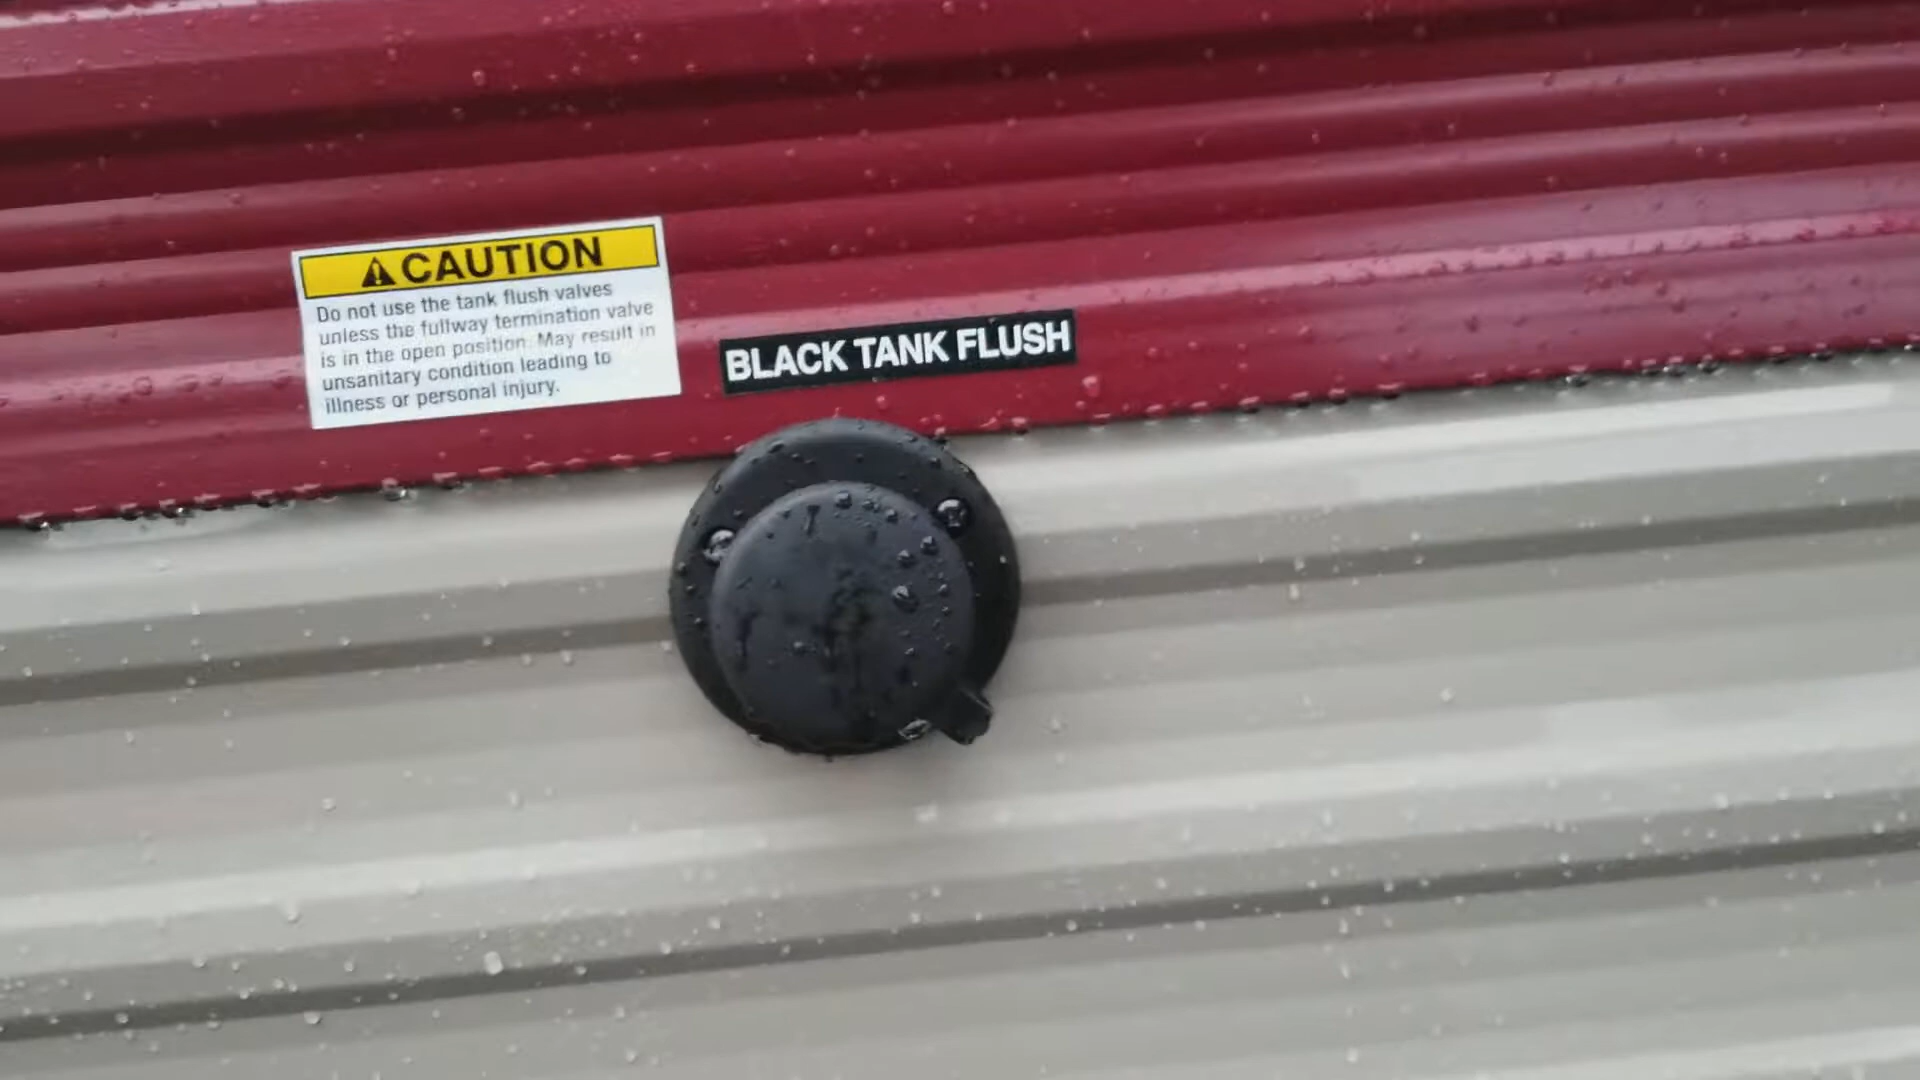 CAUTION
Do not use the tank flush valves
unless the fullway termination valve
is in the open position. May result in
unsanitary condition leading to
illness or personal injury.
BLACK TANK FLUSH